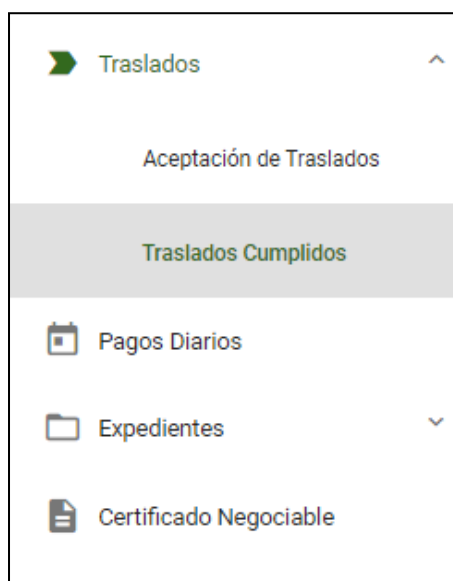 Traslados
Aceptación de Traslados
Traslados Cumplidos
Pagos Diarios
Expedientes
Certificado Negociable